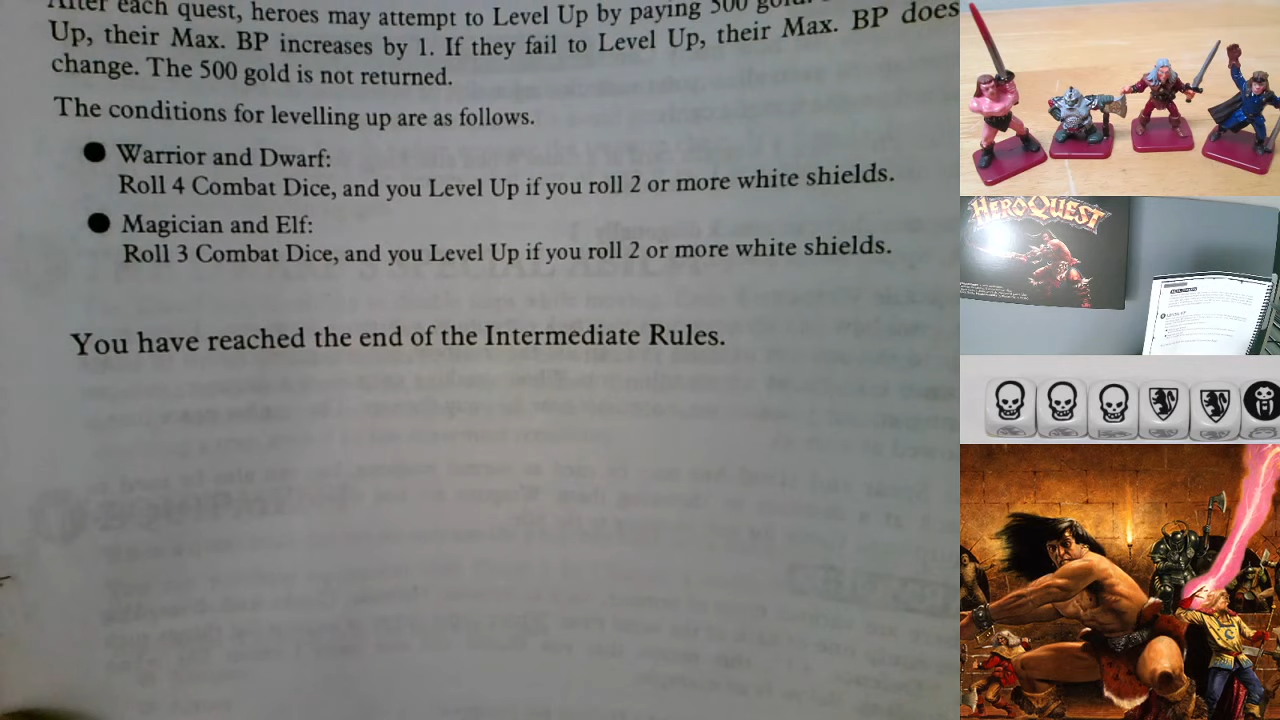 After each quest, heroes may attempt to Level Up by paying 500 gold.
Up, their Max. BP increases by 1. If they fail to Level Up, their Max. BP does
change. The 500 gold is not returned.
The conditions for levelling up are as follows.
● Warrior and Dwarf:
Roll 4 Combat Dice, and you Level Up if you roll 2 or more white shields.
● Magician and Elf:
Roll 3 Combat Dice, and you Level Up if you roll 2 or more white shields.
You have reached the end of the Intermediate Rules.
HEROQUEST